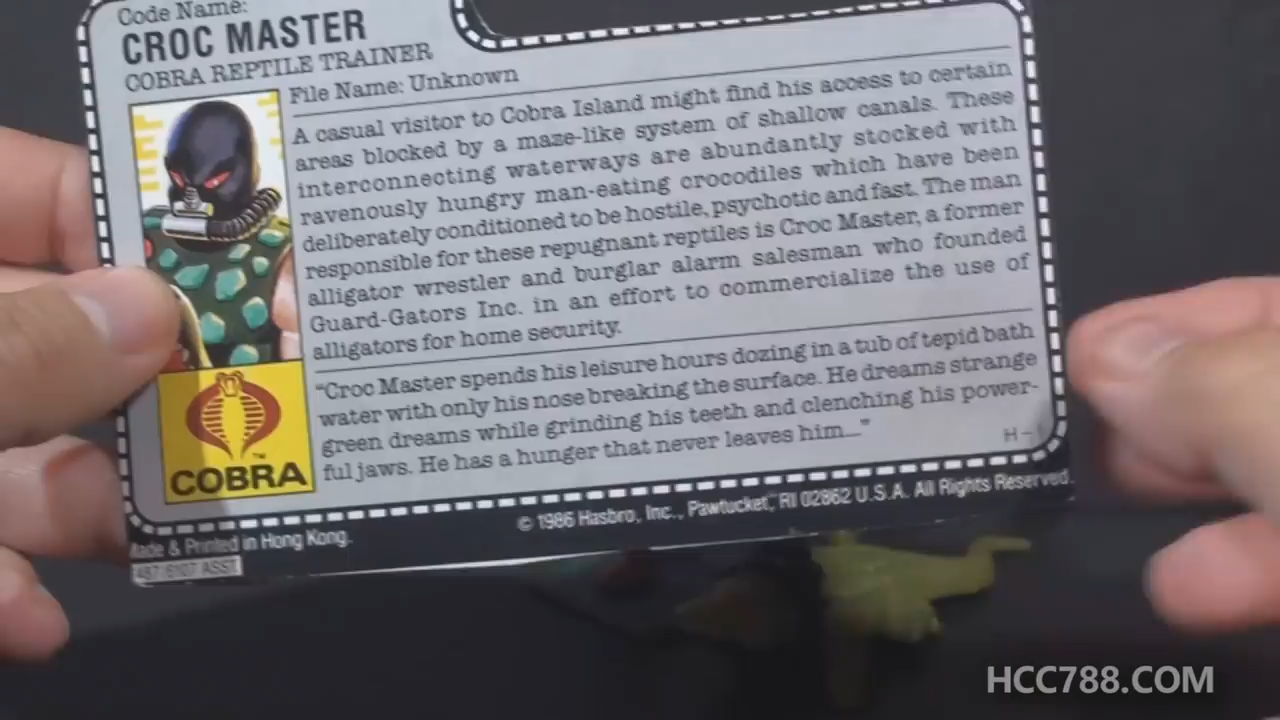 Code Name:
CROC MASTER
COBRA REPTILE TRAINER
File Name: Unknown
A casual visitor to Cobra Island might find his access to certain
areas blocked by a maze-like system of shallow canals. These
interconnecting waterways are abundantly stocked with
ravenously hungry man-eating crocodiles which have been
deliberately conditioned to be hostile, psychotic and fast. The man
responsible for these repugnant reptiles is Croc Master, a former
alligator wrestler and burglar alarm salesman who founded
Guard-Gators Inc. in an effort to commercialize the use of
alligators for home security.
"Croc Master spends his leisure hours dozing in a tub of tepid bath
water with only his nose breaking the surface. He dreams strange
green dreams while grinding his teeth and clenching his power-
ful jaws. He has a hunger that never leaves him..."
H-
COBRA
TM
© 1986 Hasbro, Inc., Pawtucket, RI 02862 U.S.A. All Rights Reserved.
Made & Printed in Hong Kong.
ASST
HCC788.COM